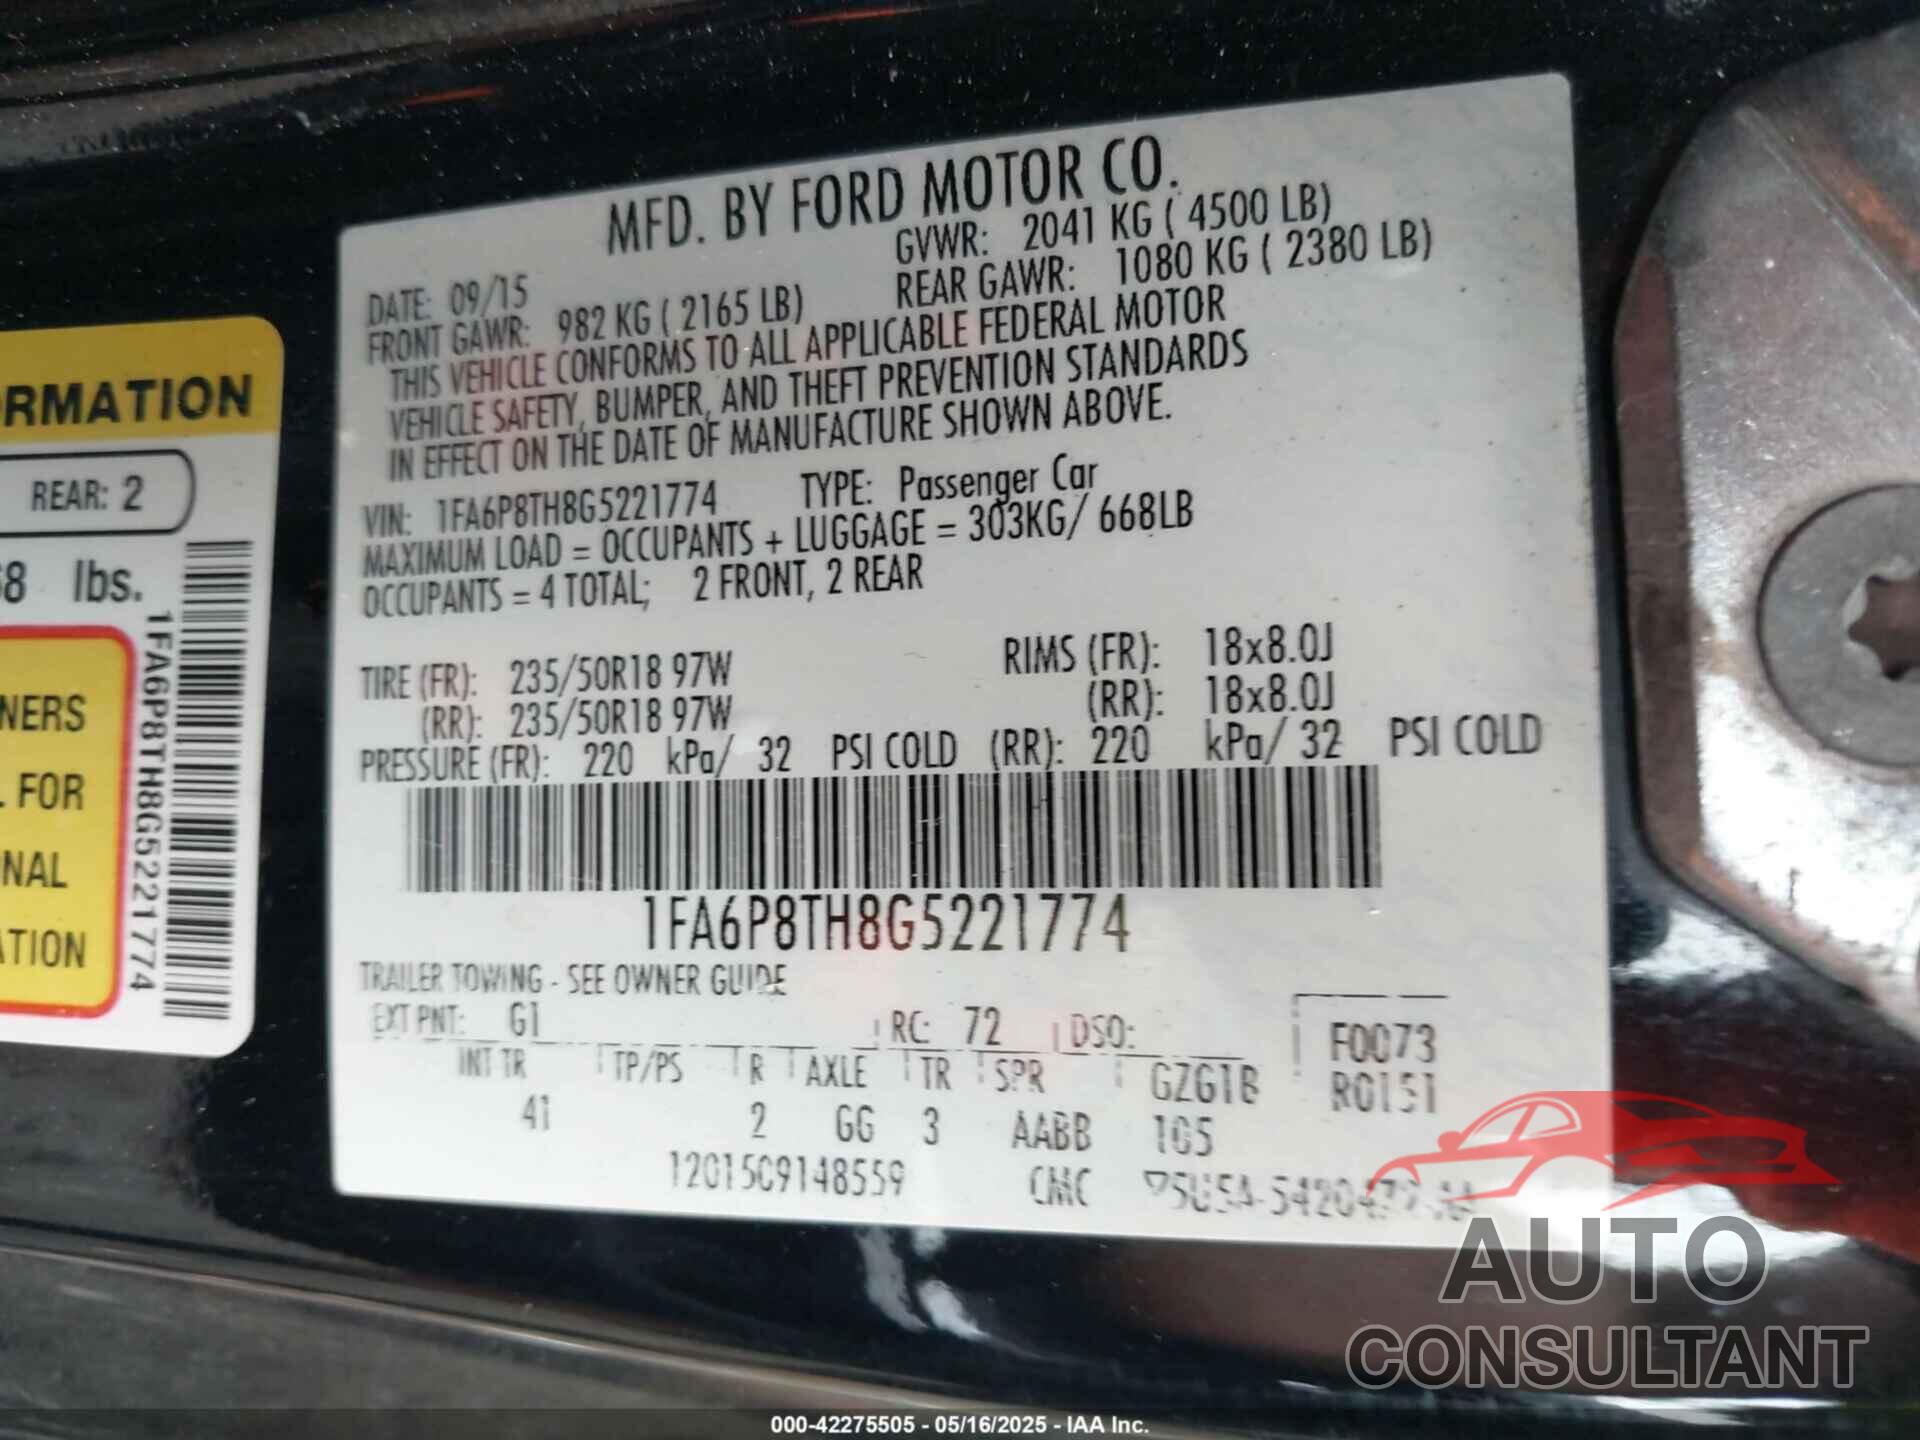 MFD. BY FORD MOTOR CO.
DATE: 09/15 GVWR: 2041 KG ( 4500 LB)
FRONT GAWR: 982 KG ( 2165 LB) REAR GAWR: 1080 KG ( 2380 LB)
THIS VEHICLE CONFORMS TO ALL APPLICABLE FEDERAL MOTOR
VEHICLE SAFETY, BUMPER, AND THEFT PREVENTION STANDARDS
IN EFFECT ON THE DATE OF MANUFACTURE SHOWN ABOVE.
VIN: 1FA6P8TH8G5221774 TYPE: Passenger Car
MAXIMUM LOAD = OCCUPANTS + LUGGAGE = 303KG/ 668LB
OCCUPANTS = 4 TOTAL; 2 FRONT, 2 REAR
TIRE (FR): 235/50R18 97W RIMS (FR): 18x8.0J
(RR): 235/50R18 97W (RR): 18x8.0J
PRESSURE (FR): 220 kPa/ 32 PSI COLD (RR): 220 kPa/ 32 PSI COLD
1FA6P8TH8G5221774
TRAILER TOWING - SEE OWNER GUIDE
EXT PNT: G1 RC: 72 DSO: F0073
INT TR TP/PS R AXLE TR SPR GZG1B R0151
41 2 GG 3 AABB 105
1201509148559 CMC
RMATION
REAR: 2
68 lbs.
NERS
L FOR
NAL
ATION
1FA6P8TH8G5221774
AUTO
CONSULTANT
000-42275505 - 05/16/2025 - IAA Inc.